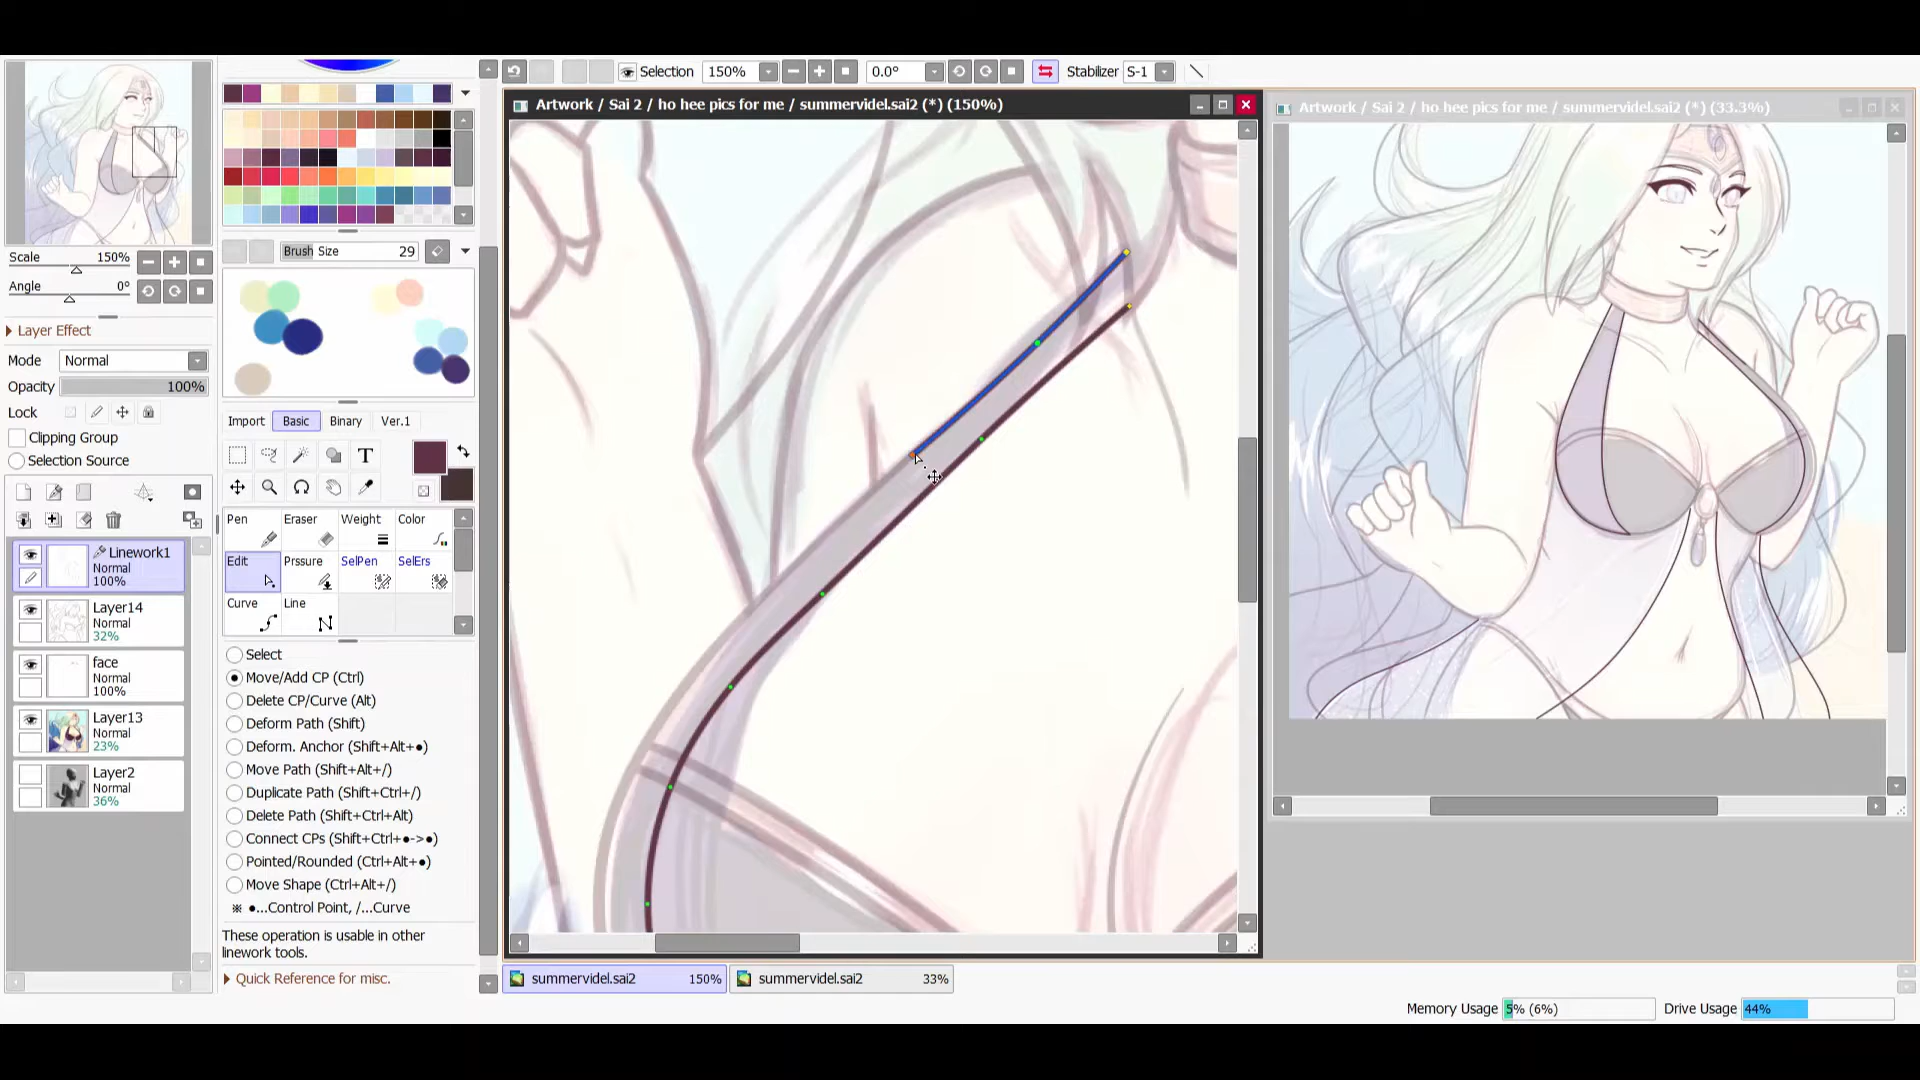 Selection 150% 0.0° Stabilizer S-1
Artwork / Sai 2 / ho hee pics for me / summervidel.sai2 (*) (150%)
Artwork / Sai 2 / ho hee pics for me / summervidel.sai2 (*) (33.3%)
Scale 150%
Angle 0°
Layer Effect
Mode Normal
Opacity 100%
Lock
Clipping Group
Selection Source
Linework1
Normal
100%
Layer14
Normal
32%
face
Normal
100%
Layer13
Normal
23%
Layer2
Normal
36%
Brush Size 29
Import Basic Binary Ver.1
T
Pen Eraser Weight Color
Edit Prssure SelPen SelErs
Curve Line
Select
Move/Add CP (Ctrl)
Delete CP/Curve (Alt)
Deform Path (Shift)
Deform. Anchor (Shift+Alt+●)
Move Path (Shift+Alt+/)
Duplicate Path (Shift+Ctrl+/)
Delete Path (Shift+Ctrl+Alt)
Connect CPs (Shift+Ctrl+●->●)
Pointed/Rounded (Ctrl+Alt+●)
Move Shape (Ctrl+Alt+/)
※ ●...Control Point, /...Curve
These operation is usable in other
linework tools.
Quick Reference for misc.
summervidel.sai2 150%
summervidel.sai2 33%
Memory Usage 5% (6%) Drive Usage 44%